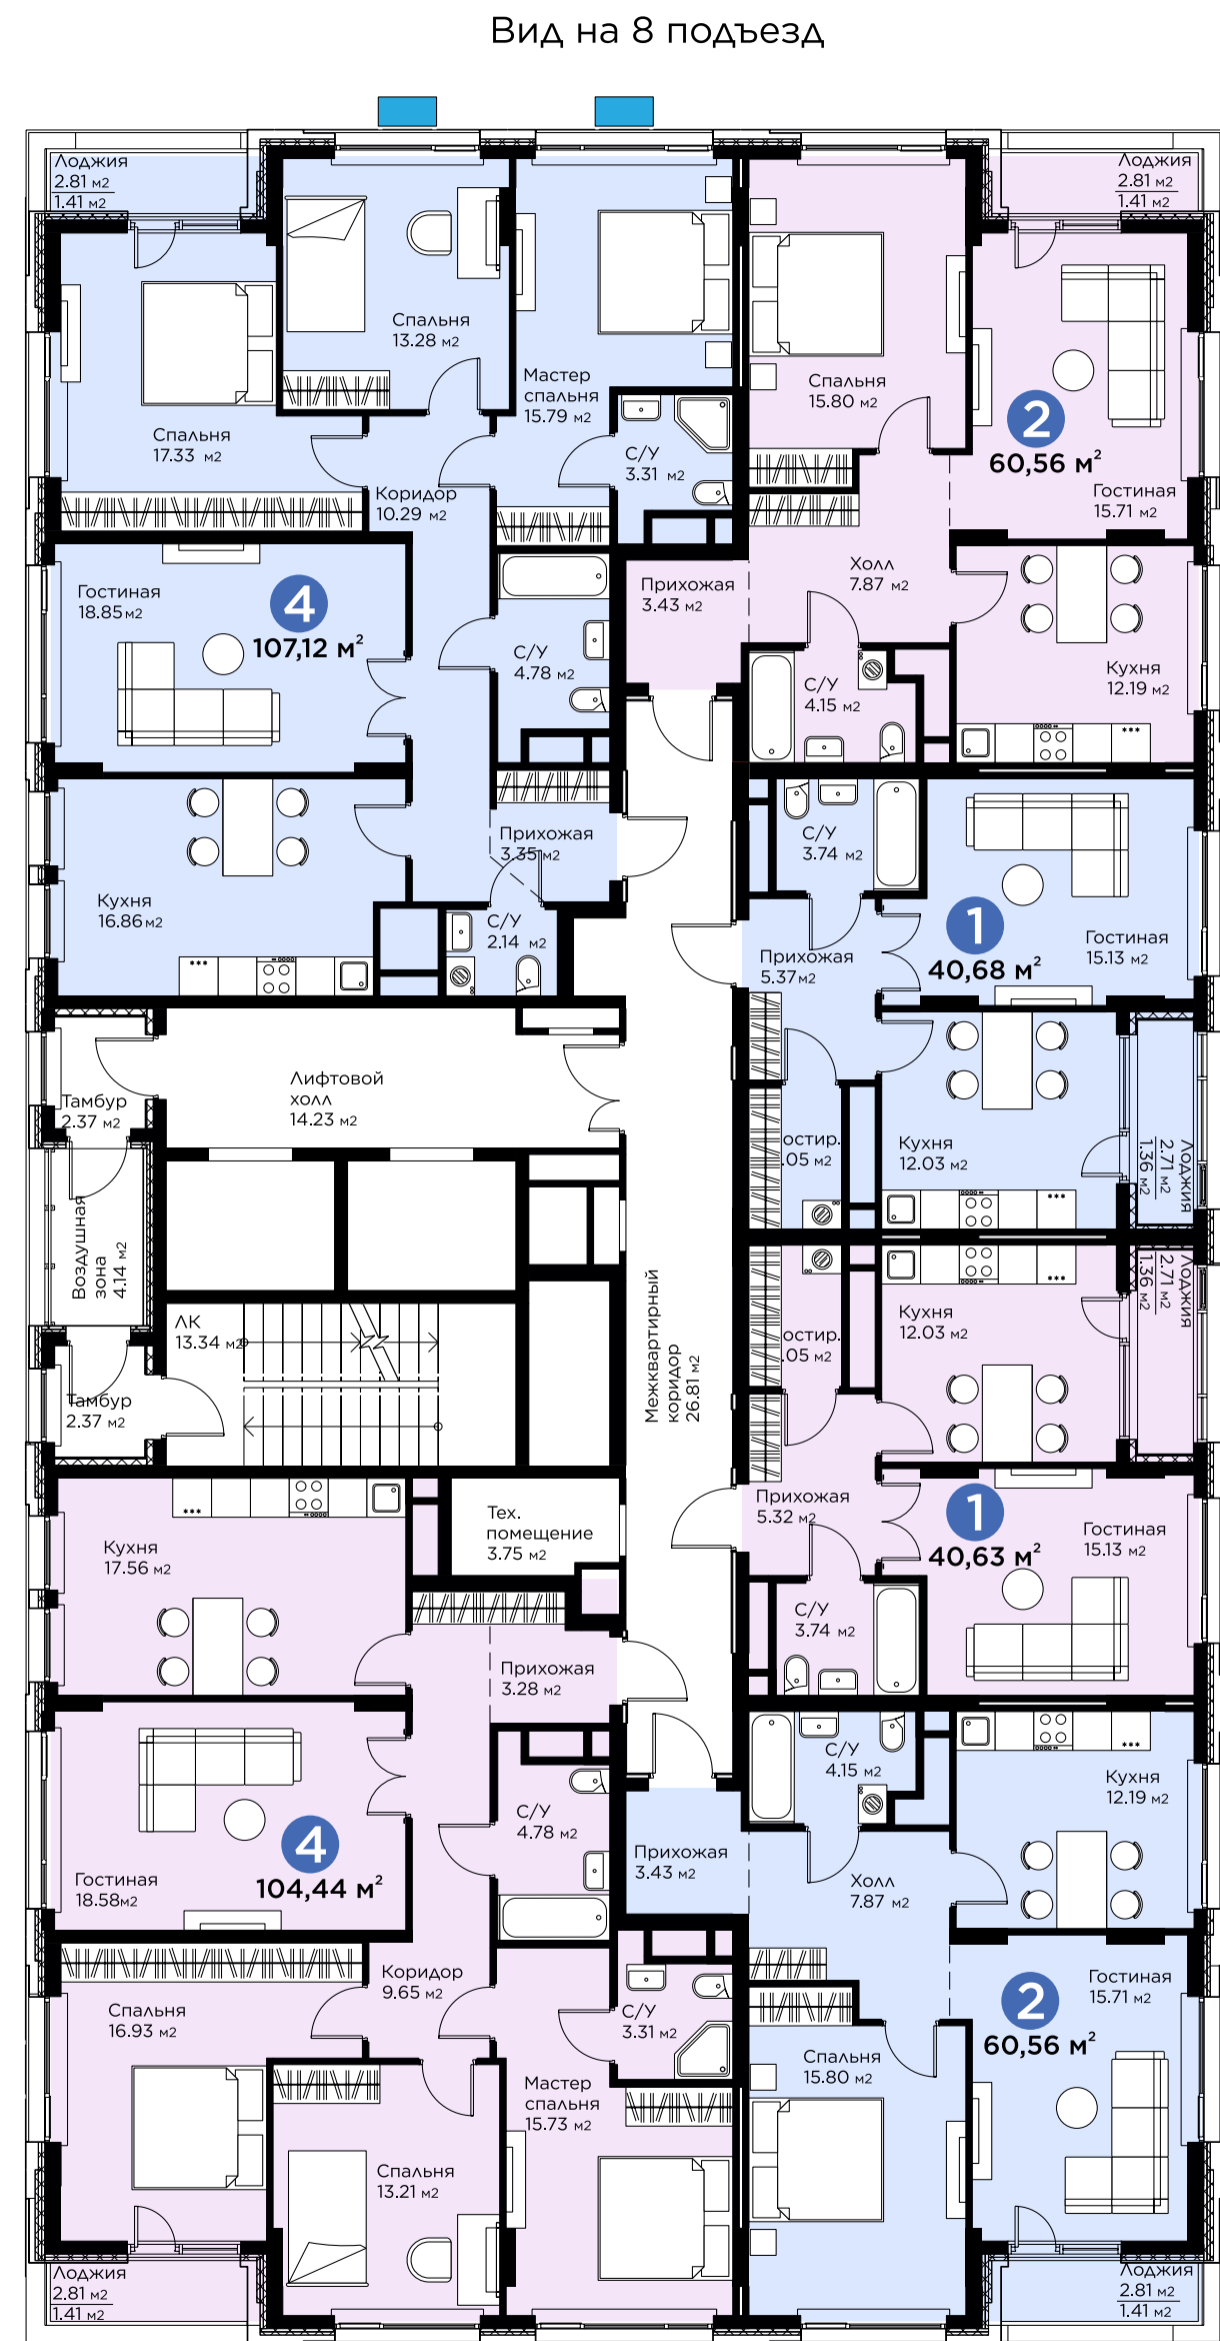 Вид на 8 подъезд
Лоджия
2.81 м2
1.41 м2
Спальня
17.33 м2
Спальня
13.28 м2
Мастер
спальня
15.79 м2
С/У
3.31 м2
Коридор
10.29 м2
Гостиная
18.85 м2
4
107,12 м²
С/У
4.78 м2
Кухня
16.86 м2
Прихожая
3.35 м2
С/У
2.14 м2
Лоджия
2.81 м2
1.41 м2
Спальня
15.80 м2
2
60,56 м²
Гостиная
15.71 м2
Прихожая
3.43 м2
Холл
7.87 м2
С/У
4.15 м2
Кухня
12.19 м2
С/У
3.74 м2
1
40,68 м²
Гостиная
15.13 м2
Прихожая
5.37 м2
остир.
.05 м2
Кухня
12.03 м2
Лоджия
2.71 м2
1.36 м2
Тамбур
2.37 м2
Лифтовой
холл
14.23 м2
Воздушная
зона
4.14 м2
ЛК
13.34 м2
Тамбур
2.37 м2
Межквартирный
коридор
26.81 м2
Тех.
помещение
3.75 м2
остир.
.05 м2
Кухня
12.03 м2
Лоджия
2.71 м2
1.36 м2
Прихожая
5.32 м2
1
40,63 м²
Гостиная
15.13 м2
С/У
3.74 м2
Кухня
17.56 м2
Прихожая
3.28 м2
Гостиная
18.58 м2
4
104,44 м²
С/У
4.78 м2
Коридор
9.65 м2
С/У
3.31 м2
Спальня
16.93 м2
Спальня
13.21 м2
Мастер
спальня
15.73 м2
Лоджия
2.81 м2
1.41 м2
С/У
4.15 м2
Кухня
12.19 м2
Прихожая
3.43 м2
Холл
7.87 м2
Гостиная
15.71 м2
2
60,56 м²
Спальня
15.80 м2
Лоджия
2.81 м2
1.41 м2